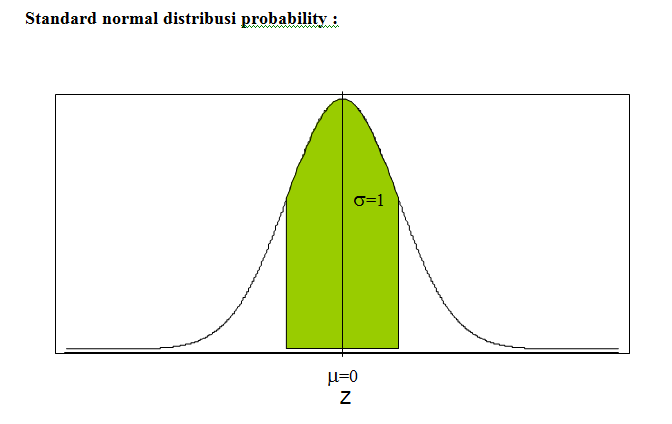 Standard normal distribusi probability :
σ=1
μ=0
Z